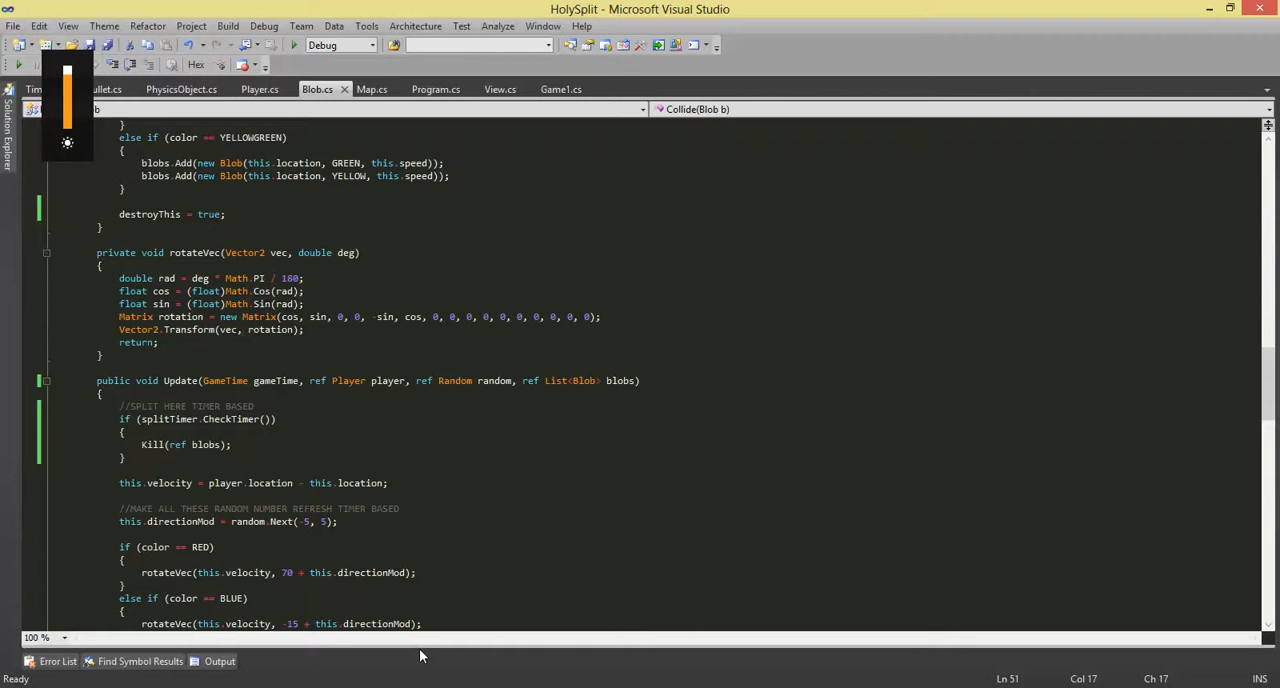 HolySplit - Microsoft Visual Studio
File Edit View Theme Refactor Project Build Debug Team Data Tools Architecture Test Analyze Window Help
Debug
Hex
PhysicsObject.cs Player.cs Blob.cs Map.cs Program.cs View.cs Game1.cs
Collide(Blob b)
Solution Explorer
}
else if (color == YELLOWGREEN)
{
blobs.Add(new Blob(this.location, GREEN, this.speed));
blobs.Add(new Blob(this.location, YELLOW, this.speed));
}
destroyThis = true;
}
private void rotateVec(Vector2 vec, double deg)
{
double rad = deg * Math.PI / 180;
float cos = (float)Math.Cos(rad);
float sin = (float)Math.Sin(rad);
Matrix rotation = new Matrix(cos, sin, 0, 0, -sin, cos, 0, 0, 0, 0, 0, 0, 0, 0, 0, 0);
Vector2.Transform(vec, rotation);
return;
}
public void Update(GameTime gameTime, ref Player player, ref Random random, ref List<Blob> blobs)
{
//SPLIT HERE TIMER BASED
if (splitTimer.CheckTimer())
{
Kill(ref blobs);
}
this.velocity = player.location - this.location;
//MAKE ALL THESE RANDOM NUMBER REFRESH TIMER BASED
this.directionMod = random.Next(-5, 5);
if (color == RED)
{
rotateVec(this.velocity, 70 + this.directionMod);
}
else if (color == BLUE)
{
rotateVec(this.velocity, -15 + this.directionMod);
100 %
Error List Find Symbol Results Output
Ready Ln 51 Col 17 Ch 17 INS